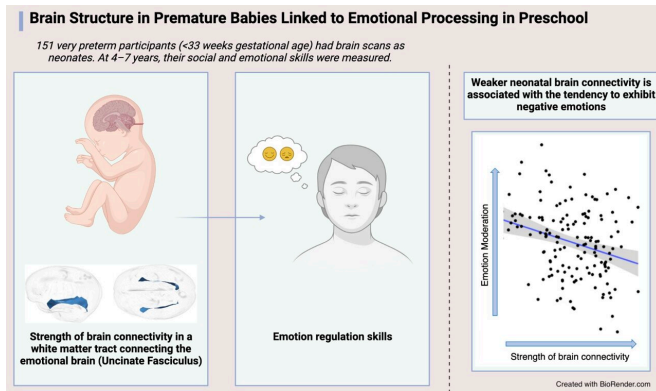 Brain Structure in Premature Babies Linked to Emotional Processing in Preschool
151 very preterm participants (<33 weeks gestational age) had brain scans as
neonates. At 4–7 years, their social and emotional skills were measured.
Strength of brain connectivity in a
white matter tract connecting the
emotional brain (Uncinate Fasciculus)
Emotion regulation skills
Weaker neonatal brain connectivity is
associated with the tendency to exhibit
negative emotions
Emotion Moderation
Strength of brain connectivity
Created with BioRender.com